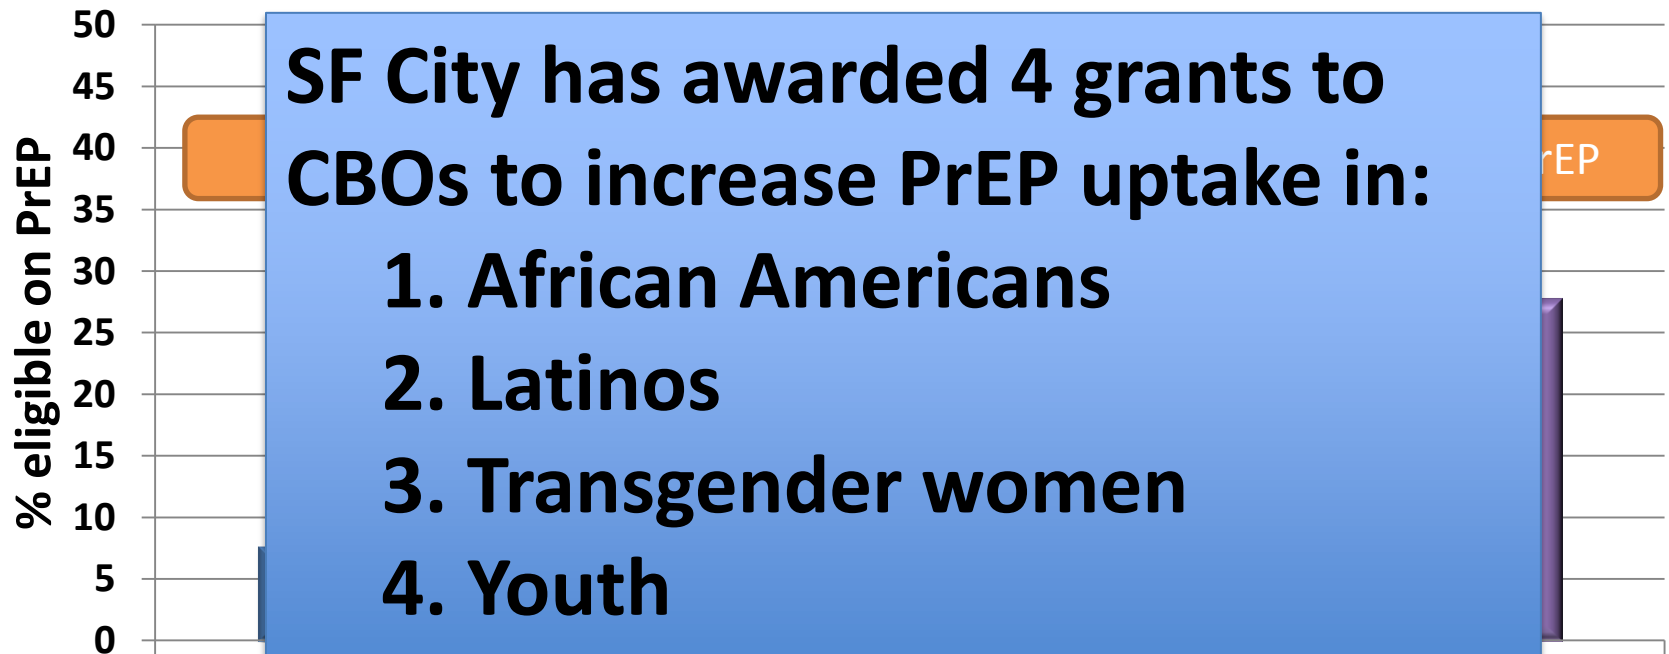 50
45
40
35
30
25
20
15
10
5
0
% eligible on PrEP
SF City has awarded 4 grants to
CBOs to increase PrEP uptake in:
1. African Americans
2. Latinos
3. Transgender women
4. Youth